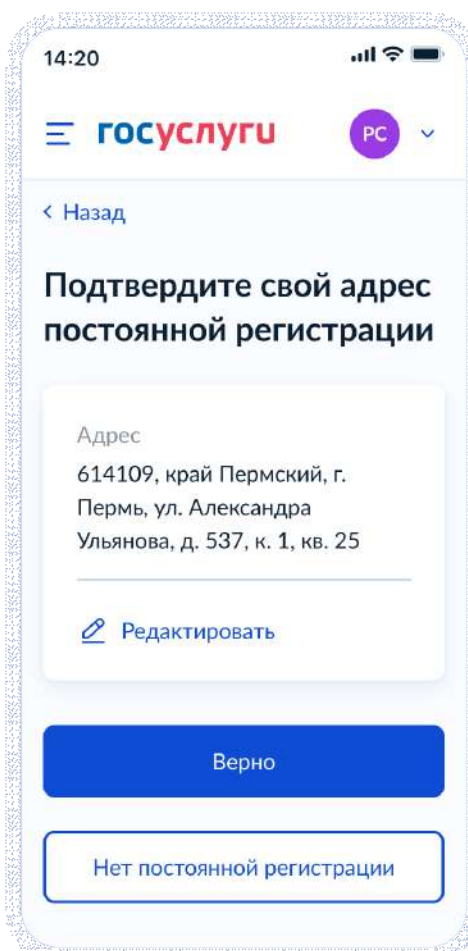 14:20
госуслуги
РС
Назад
Подтвердите свой адрес
постоянной регистрации
Адрес
614109, край Пермский, г.
Пермь, ул. Александра
Ульянова, д. 537, к. 1, кв. 25
Редактировать
Верно
Нет постоянной регистрации